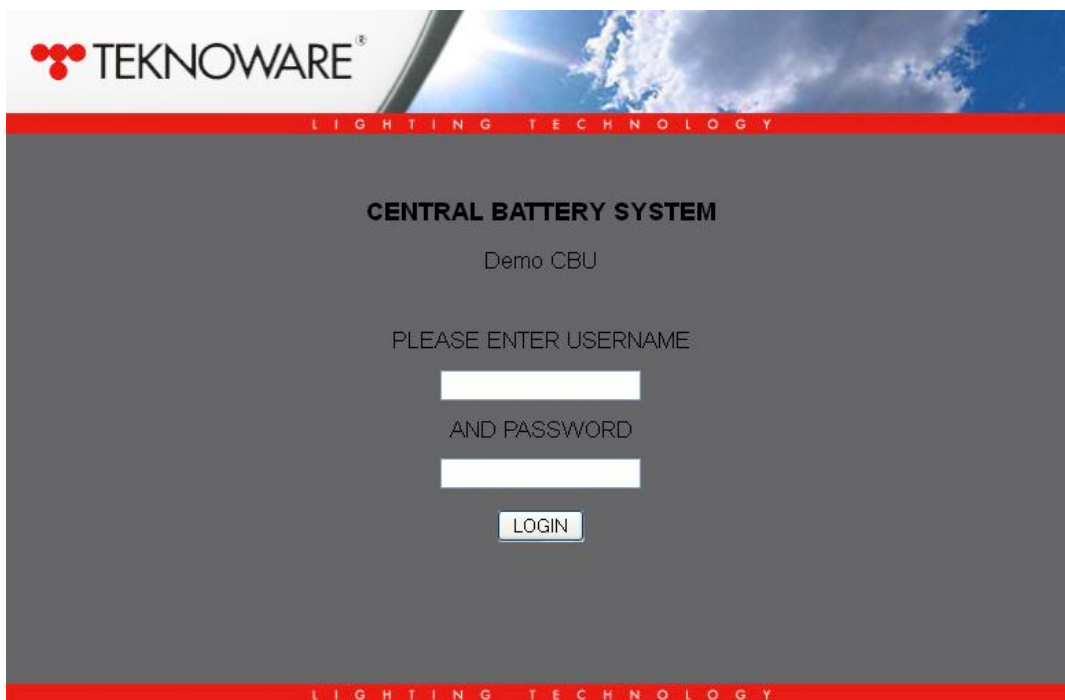 TEKNOWARE®
LIGHTING TECHNOLOGY
CENTRAL BATTERY SYSTEM
Demo CBU
PLEASE ENTER USERNAME
AND PASSWORD
LOGIN
LIGHTING TECHNOLOGY